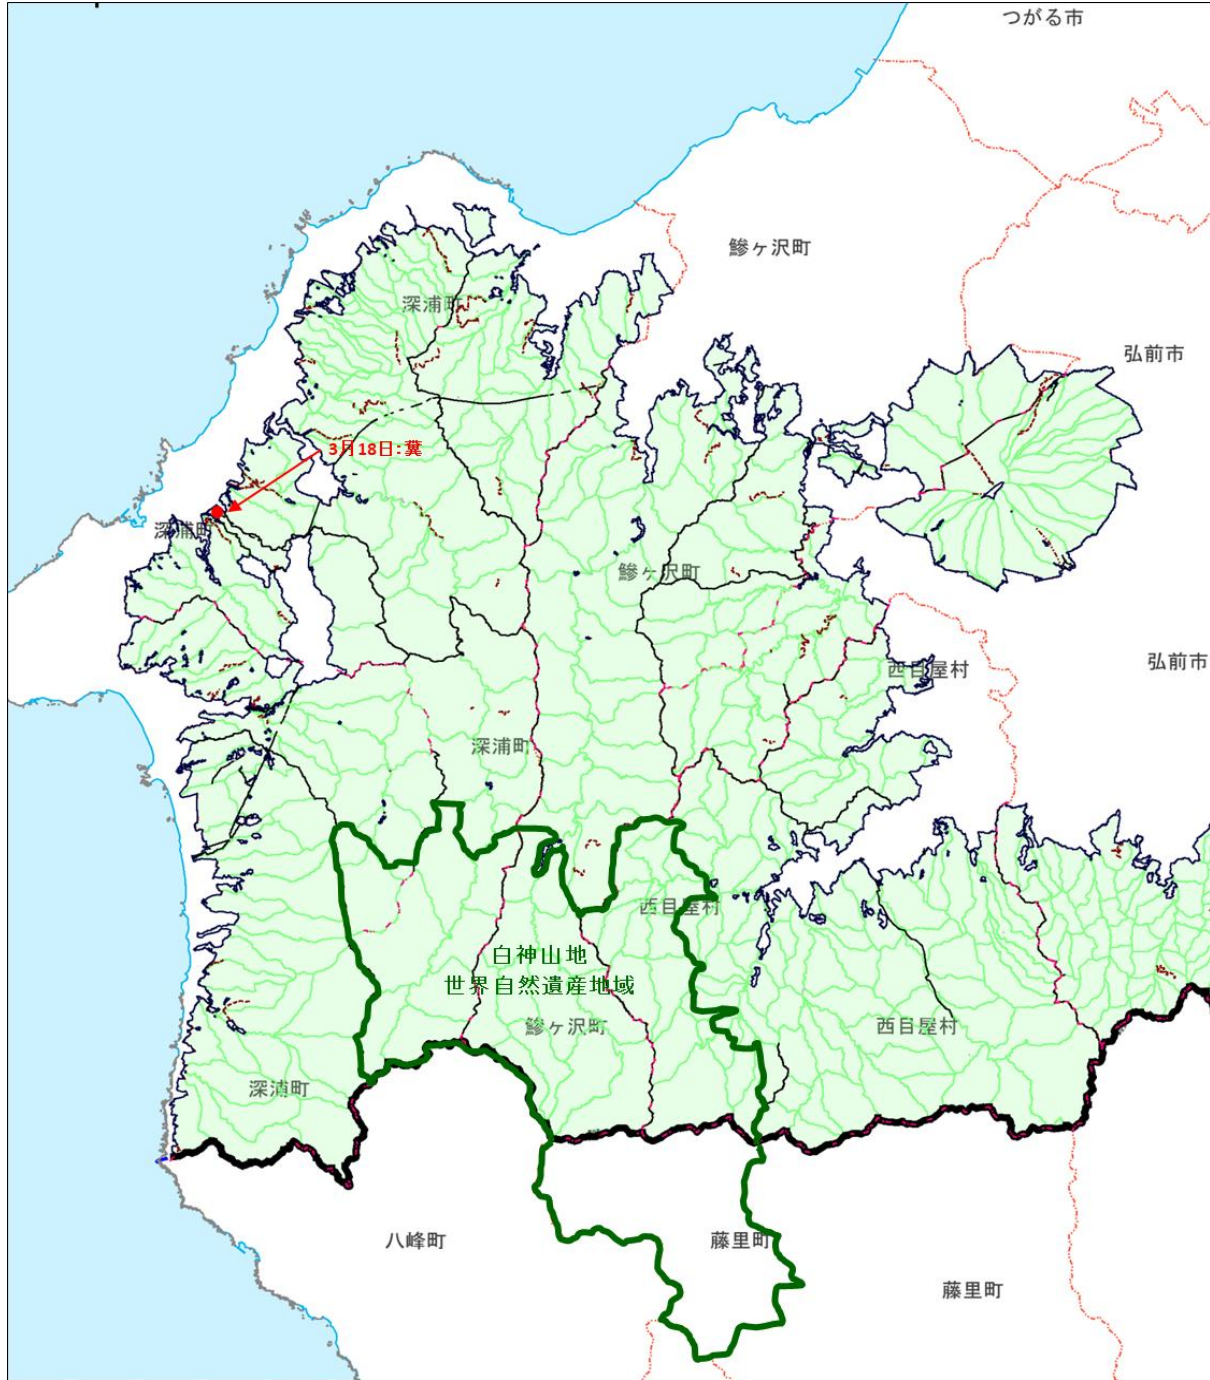 つがる市
鰺ヶ沢町
深浦町
弘前市
3月18日:糞
深浦町
鰺ヶ沢町
弘前市
西目屋村
深浦町
西目屋村
白神山地
世界自然遺産地域
鰺ヶ沢町
西目屋村
深浦町
八峰町
藤里町
藤里町